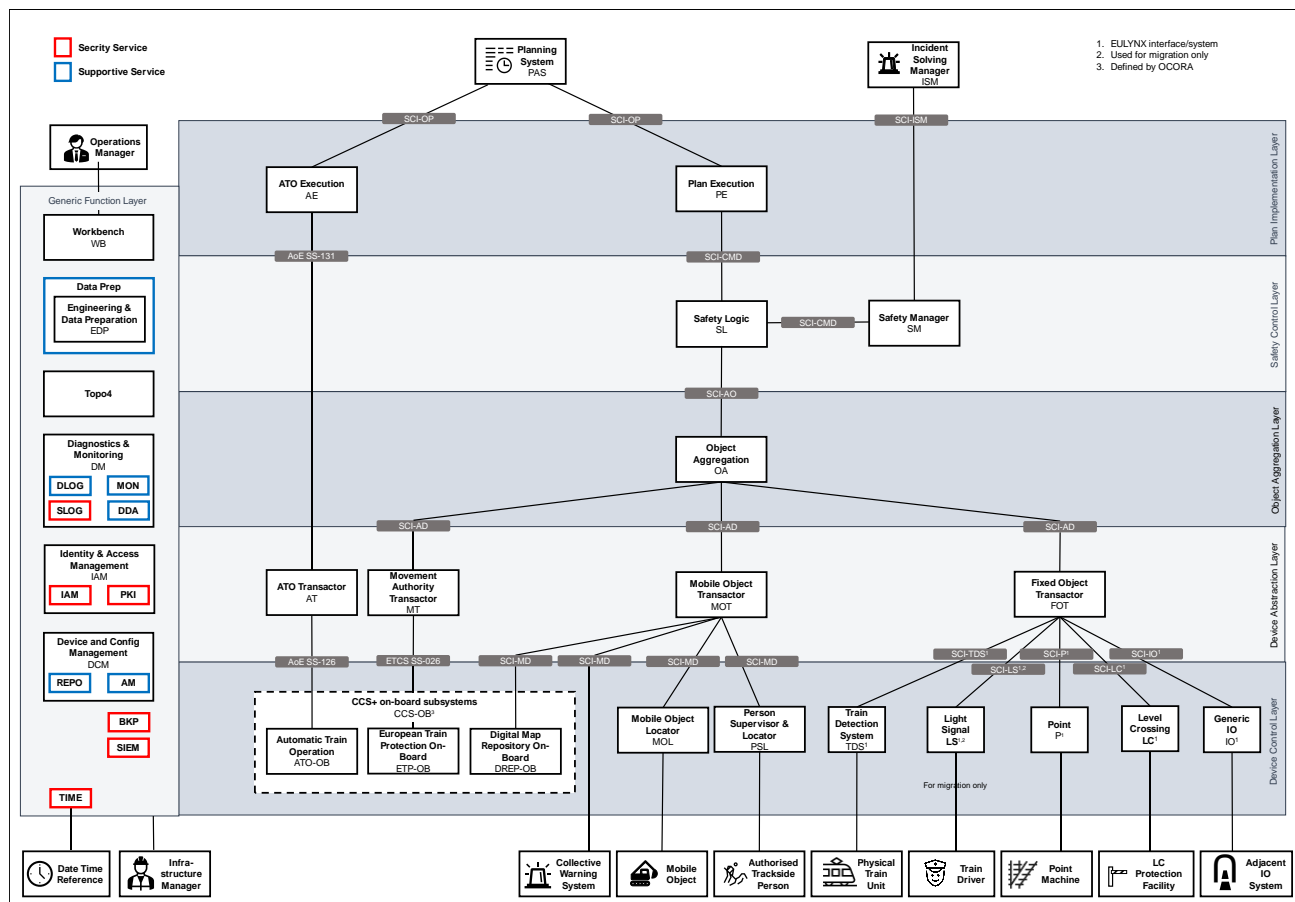 Secrity Service
Supportive Service
Planning
System
PAS
Incident
Solving
Manager
ISM
1. EULYNX interface/system
2. Used for migration only
3. Defined by OCORA
SCI-OP
SCI-OP
SCI-ISM
Operations
Manager
Plan Implementation Layer
ATO Execution
AE
Plan Execution
PE
Generic Function Layer
Workbench
WB
AoE SS-131
SCI-CMD
Data Prep
Engineering &
Data Preparation
EDP
Safety Control Layer
Safety Logic
SL
SCI-CMD
Safety Manager
SM
Topo4
SCI-AO
Object Aggregation Layer
Diagnostics &
Monitoring
DM
DLOG
MON
SLOG
DDA
Object
Aggregation
OA
SCI-AD
SCI-AD
SCI-AD
Device Abstraction Layer
Identity & Access
Management
IAM
IAM
PKI
ATO Transactor
AT
Movement
Authority
Transactor
MT
Mobile Object
Transactor
MOT
Fixed Object
Transactor
FOT
Device and Config
Management
DCM
REPO
AM
AoE SS-126
ETCS SS-026
SCI-MD
SCI-MD
SCI-MD
SCI-MD
SCI-TDS¹
SCI-P¹
SCI-IO¹
SCI-LS¹,²
SCI-LC¹
Device Control Layer
BKP
SIEM
CCS+ on-board subsystems
CCS-OB³
Automatic Train
Operation
ATO-OB
European Train
Protection On-
Board
ETP-OB
Digital Map
Repository On-
Board
DREP-OB
Mobile Object
Locator
MOL
Person
Supervisor &
Locator
PSL
Train
Detection
System
TDS¹
Light
Signal
LS¹,²
Point
P¹
Level
Crossing
LC¹
Generic
IO
IO¹
For migration only
TIME
Date Time
Reference
Infra-
structure
Manager
Collective
Warning
System
Mobile
Object
Authorised
Trackside
Person
Physical
Train
Unit
Train
Driver
Point
Machine
LC
Protection
Facility
Adjacent
IO
System